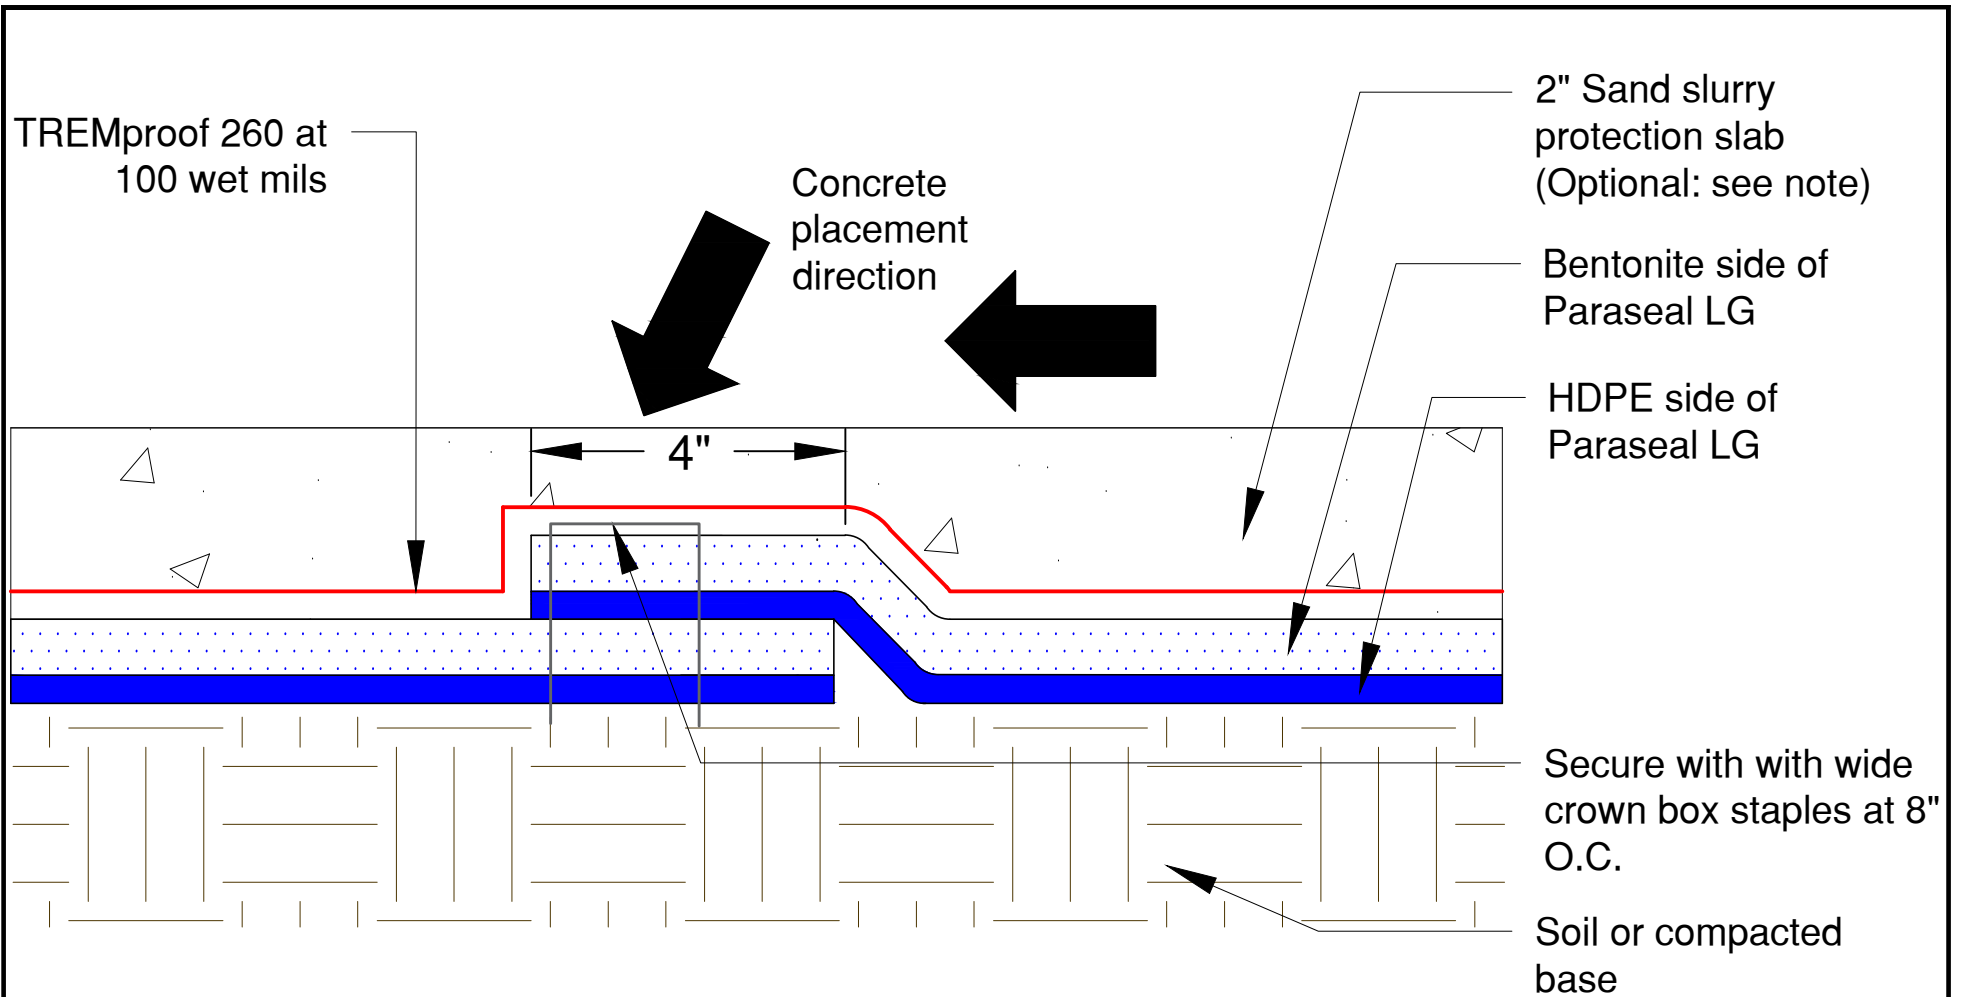 TREMproof 260 at
100 wet mils
Concrete
placement
direction
2" Sand slurry
protection slab
(Optional: see note)
Bentonite side of
Paraseal LG
HDPE side of
Paraseal LG
4"
Secure with with wide
crown box staples at 8"
O.C.
Soil or compacted
base